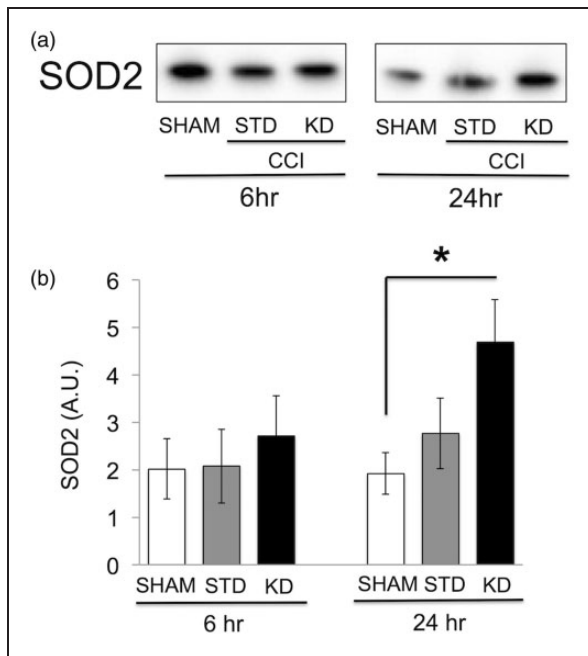 (a)
SOD2
SHAM STD KD SHAM STD KD
CCI CCI
6hr 24hr
(b)
*
6
5
4
3
2
1
0
SOD2 (A.U.)
SHAM STD KD SHAM STD KD
6 hr 24 hr